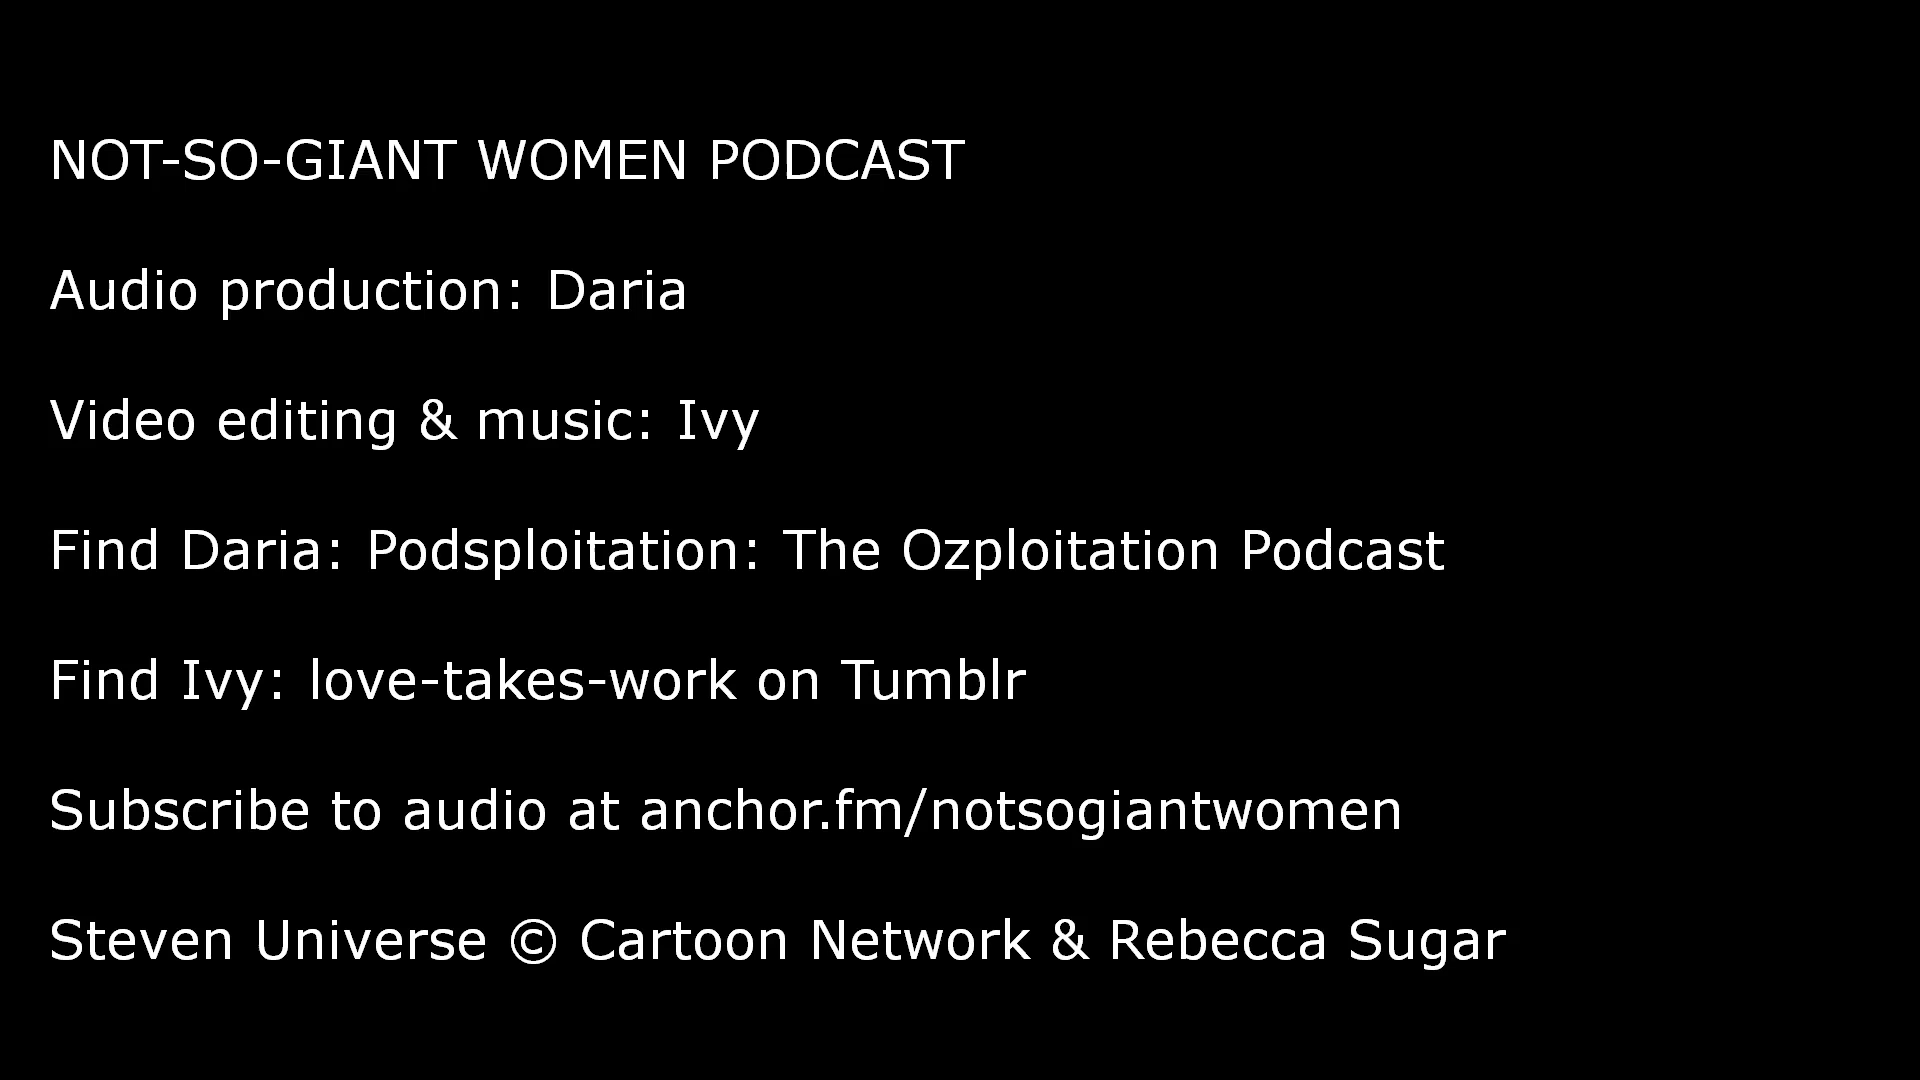 NOT-SO-GIANT WOMEN PODCAST
Audio production: Daria
Video editing & music: Ivy
Find Daria: Podsploitation: The Ozploitation Podcast
Find Ivy: love-takes-work on Tumblr
Subscribe to audio at anchor.fm/notsogiantwomen
Steven Universe © Cartoon Network & Rebecca Sugar